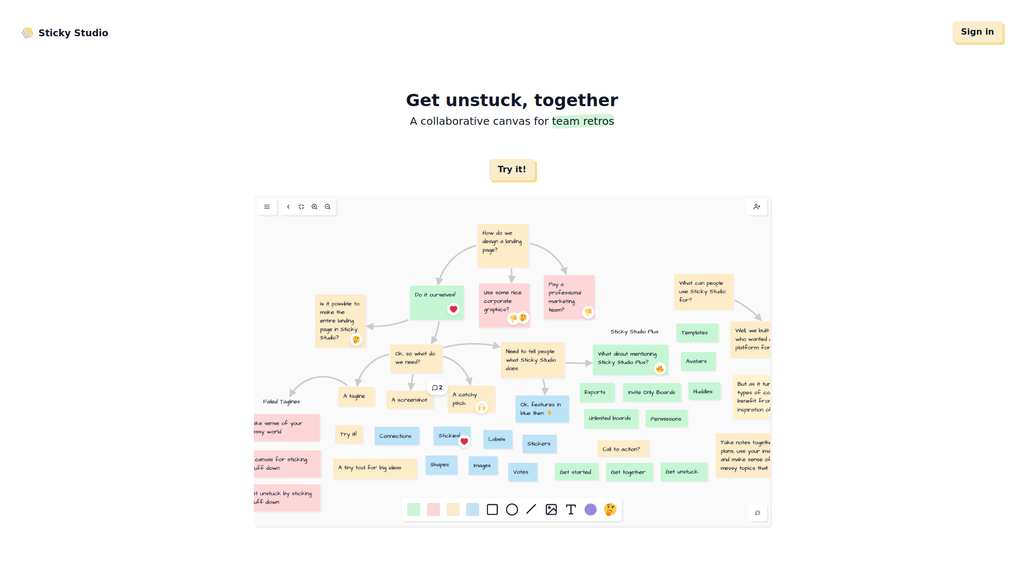 Sticky Studio
Sign in
Get unstuck, together
A collaborative canvas for team retros
Try it!
How do we
design a landing
page?
Do it ourselves!
Use some nice
corporate
graphics?
Pay a
professional
marketing
team?
What can people
use Sticky Studio
for?
Is it possible to
make the
entire landing
page in Sticky
Studio?
Sticky Studio Plus
Templates
Well, we built
who wanted
platform for
Ok, so what do
we need?
Need to tell people
what Sticky Studio
does.
What about mentioning
Sticky Studio Plus?
Avatars
Failed Taglines
A tagline
A screenshot
2
A catchy
pitch
Ok, features in
blue then
Exports
Invite Only Boards
Huddles
But as it tur
types of co
benefit from
inspiration o
Unlimited boards
Permissions
ke sense of your
ssy world
Try it!
Connections
Stickies!
Labels
Stickers
Call to action?
Take notes togeth
plans, use your ima
and make sense of
messy topics that
canvas for sticking
uff down
A tiny tool for big ideas
Shapes
Images
Votes
Get started
Get together
Get unstuck
t unstuck by sticking
uff down